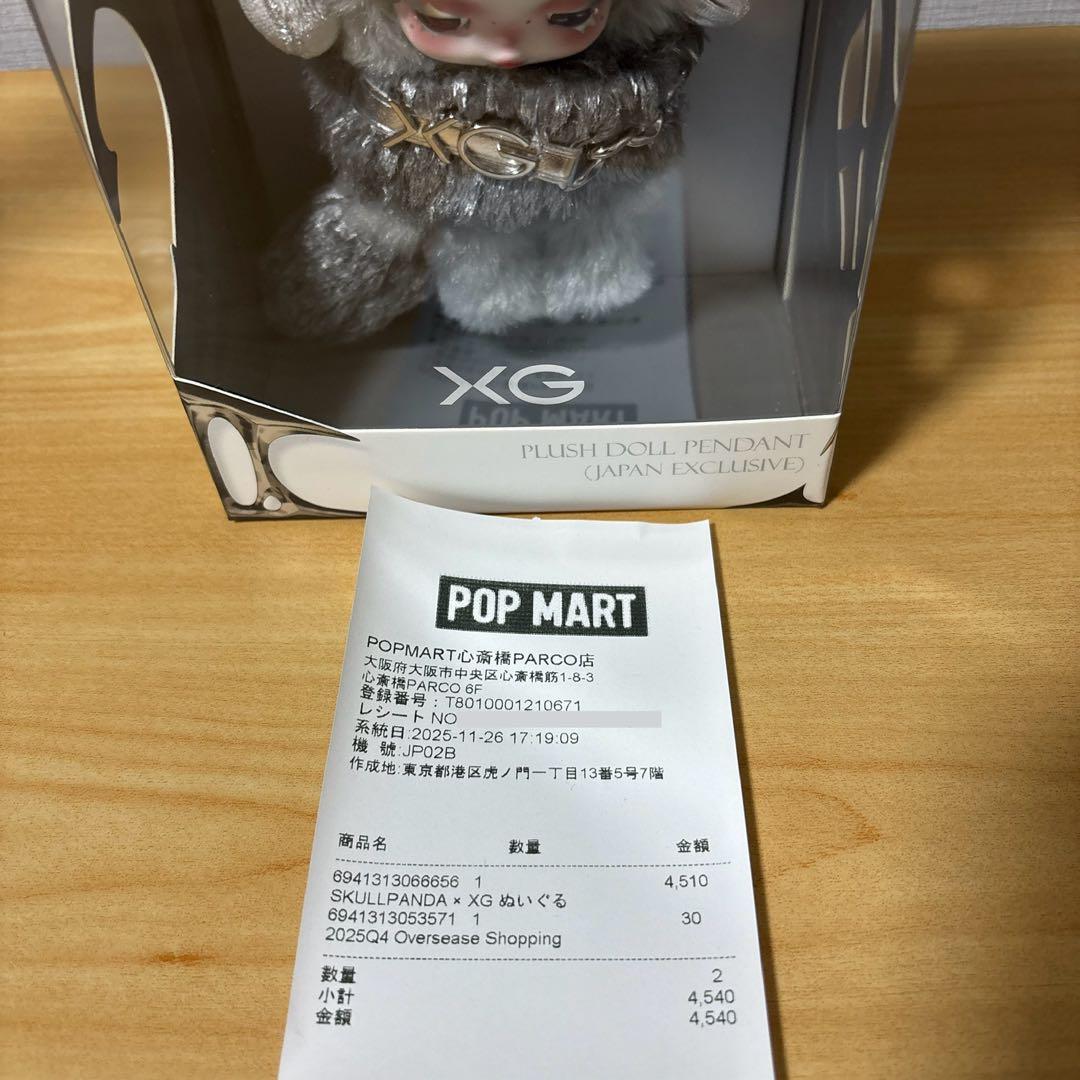 XG
XG
POP MART
PLUSH DOLL PENDANT
(JAPAN EXCLUSIVE)
POP MART
POPMART心斎橋PARCO店
大阪府大阪市中央区心斎橋筋1-8-3
心斎橋PARCO 6F
登録番号：T8010001210671
レシート NO
系統日:2025-11-26 17:19:09
機 號:JP02B
作成地:東京都港区虎ノ門一丁目13番5号7階
商品名 數量 金額
6941313066656 1 4,510
SKULLPANDA × XG ぬいぐる
6941313053571 1 30
2025Q4 Oversease Shopping
數量 2
小計 4,540
金額 4,540